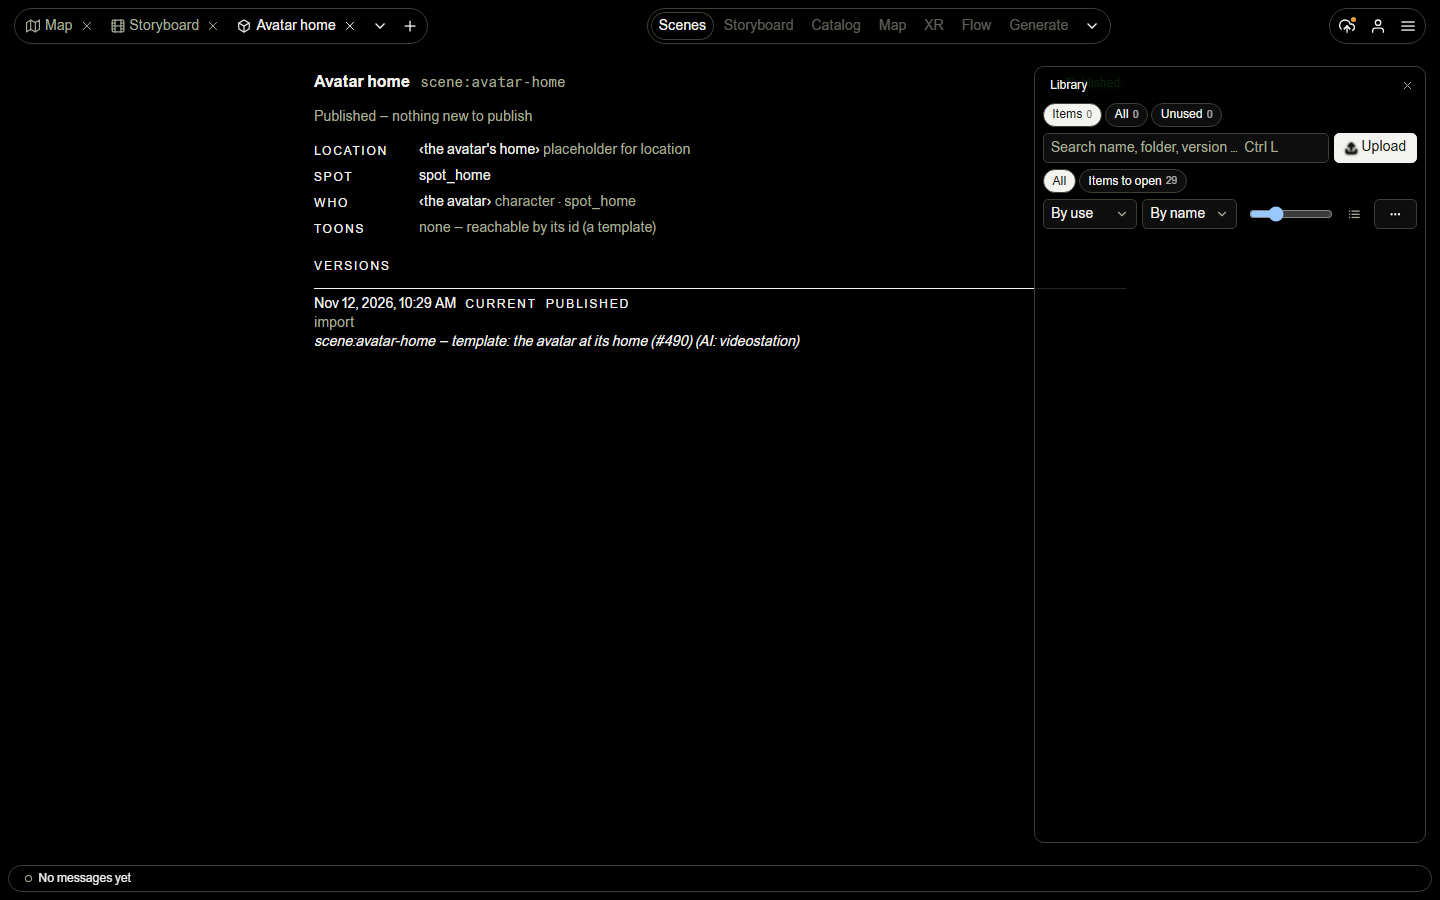 Map Storyboard Avatar home
Scenes Storyboard Catalog Map XR Flow Generate
Avatar home scene:avatar-home
Published – nothing new to publish
LOCATION ‹the avatar's home› placeholder for location
SPOT spot_home
WHO ‹the avatar› character · spot_home
TOONS none – reachable by its id (a template)
VERSIONS
Nov 12, 2026, 10:29 AM CURRENT PUBLISHED
import
scene:avatar-home – template: the avatar at its home (#490) (AI: videostation)
Library
Items 0 All 0 Unused 0
Search name, folder, version ... Ctrl L Upload
All Items to open 29
By use By name
No messages yet